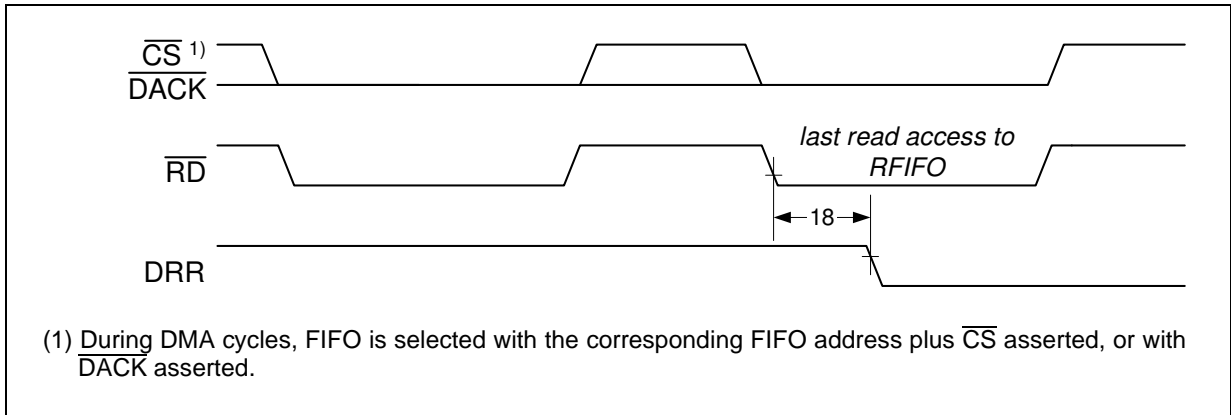 CS 1)
DACK
last read access to
RD
RFIFO
18
DRR
(1) During DMA cycles, FIFO is selected with the corresponding FIFO address plus CS asserted, or with
DACK asserted.